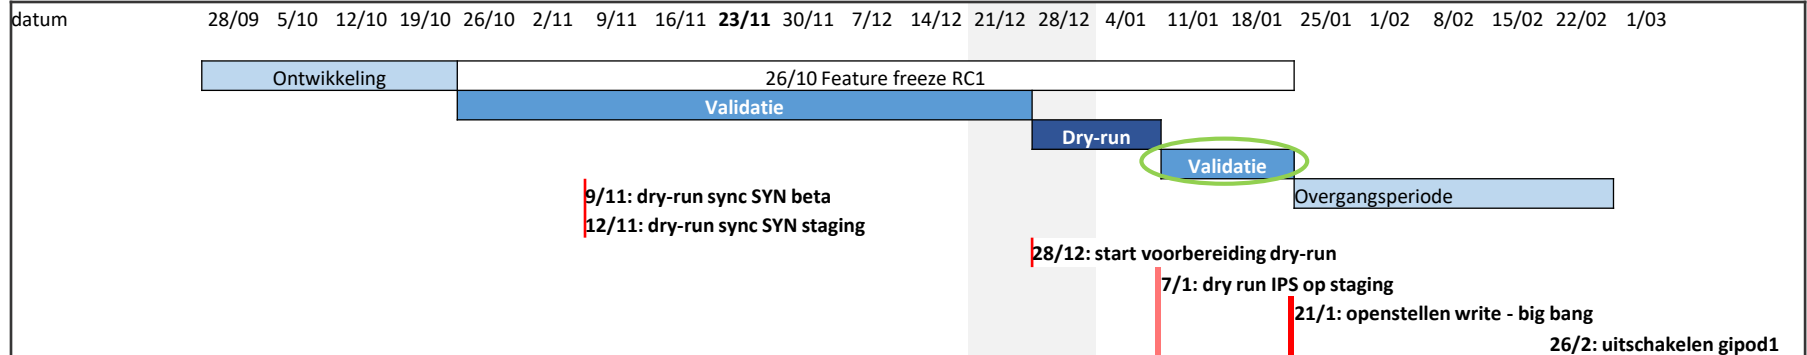 datum 28/09 5/10 12/10 19/10 26/10 2/11 9/11 16/11 23/11 30/11 7/12 14/12 21/12 28/12 4/01 11/01 18/01 25/01 1/02 8/02 15/02 22/02 1/03
Ontwikkeling 26/10 Feature freeze RC1
Validatie
Dry-run
Validatie
9/11: dry-run sync SYN beta Overgangsperiode
12/11: dry-run sync SYN staging
28/12: start voorbereiding dry-run
7/1: dry run IPS op staging
21/1: openstellen write - big bang
26/2: uitschakelen gipod1